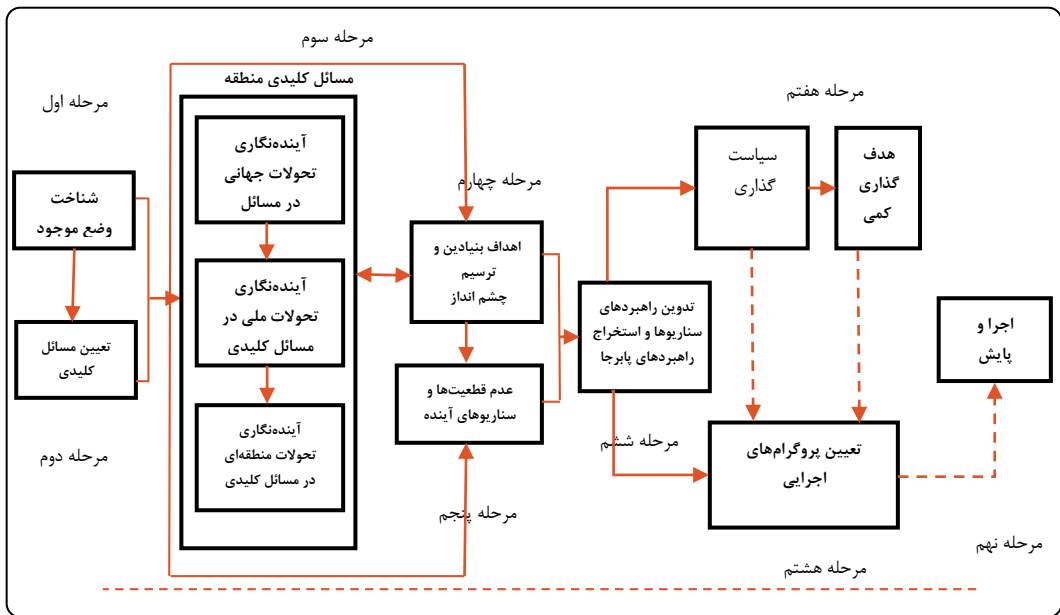 مرحله سوم
مسائل کلیدی منطقه
مرحله اول
شناخت
وضع موجود
تعیین مسائل
کلیدی
مرحله دوم
آینده‌نگاری
تحولات جهانی
در مسائل
آینده‌نگاری
تحولات ملی در
مسائل کلیدی
آینده‌نگاری
تحولات منطقه‌ای
در مسائل کلیدی
مرحله چهارم
اهداف بنیادین و
ترسیم
چشم انداز
عدم قطعیت‌ها و
سناریوهای آینده
مرحله پنجم
تدوین راهبردهای
سناریوها و استخراج
راهبردهای پابرجا
مرحله ششم
مرحله هفتم
سیاست
گذاری
هدف
گذاری
کمی
تعیین پروگرام‌های
اجرایی
مرحله هشتم
اجرا و
پایش
مرحله نهم